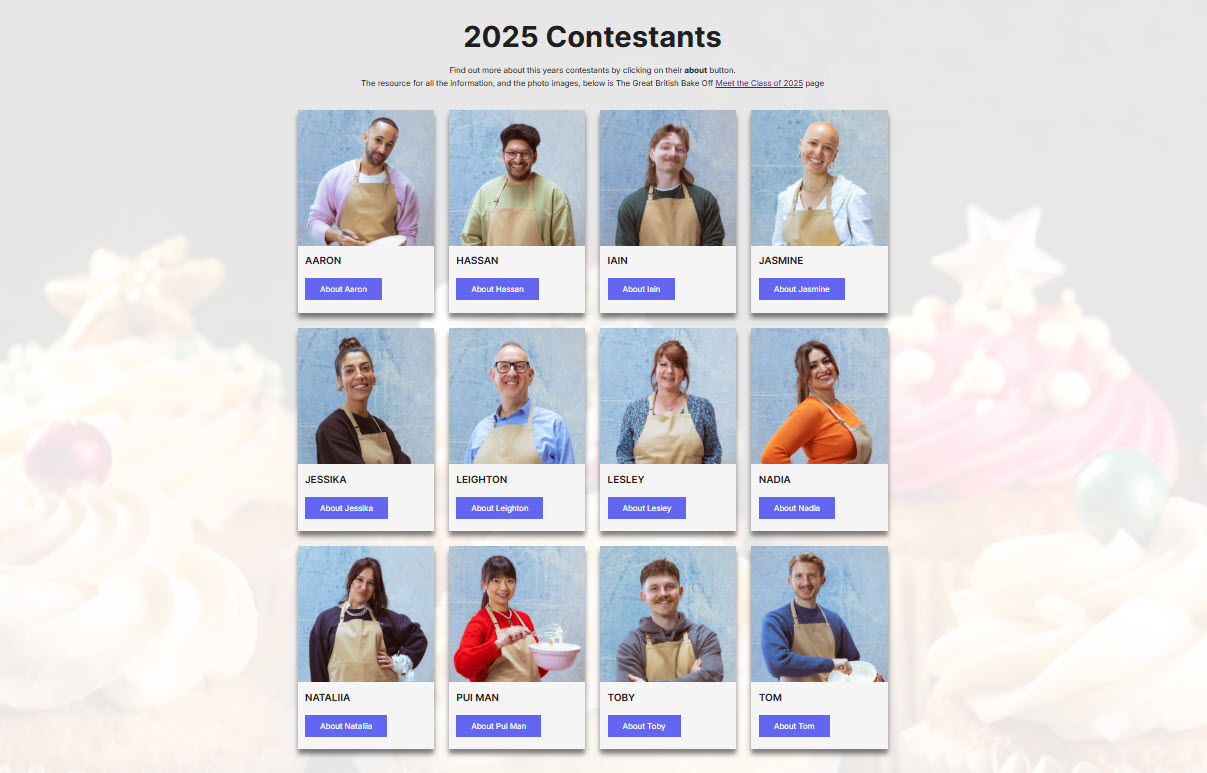 2025 Contestants
Find out more about this years contestants by clicking on their about button.
The resource for all the information, and the photo images, below is The Great British Bake Off Meet the Class of 2025 page
AARON
About Aaron
HASSAN
About Hassan
IAIN
About Iain
JASMINE
About Jasmine
JESSIKA
About Jessika
LEIGHTON
About Leighton
LESLEY
About Lesley
NADIA
About Nadia
NATALIIA
About Nataliia
PUI MAN
About Pui Man
TOBY
About Toby
TOM
About Tom